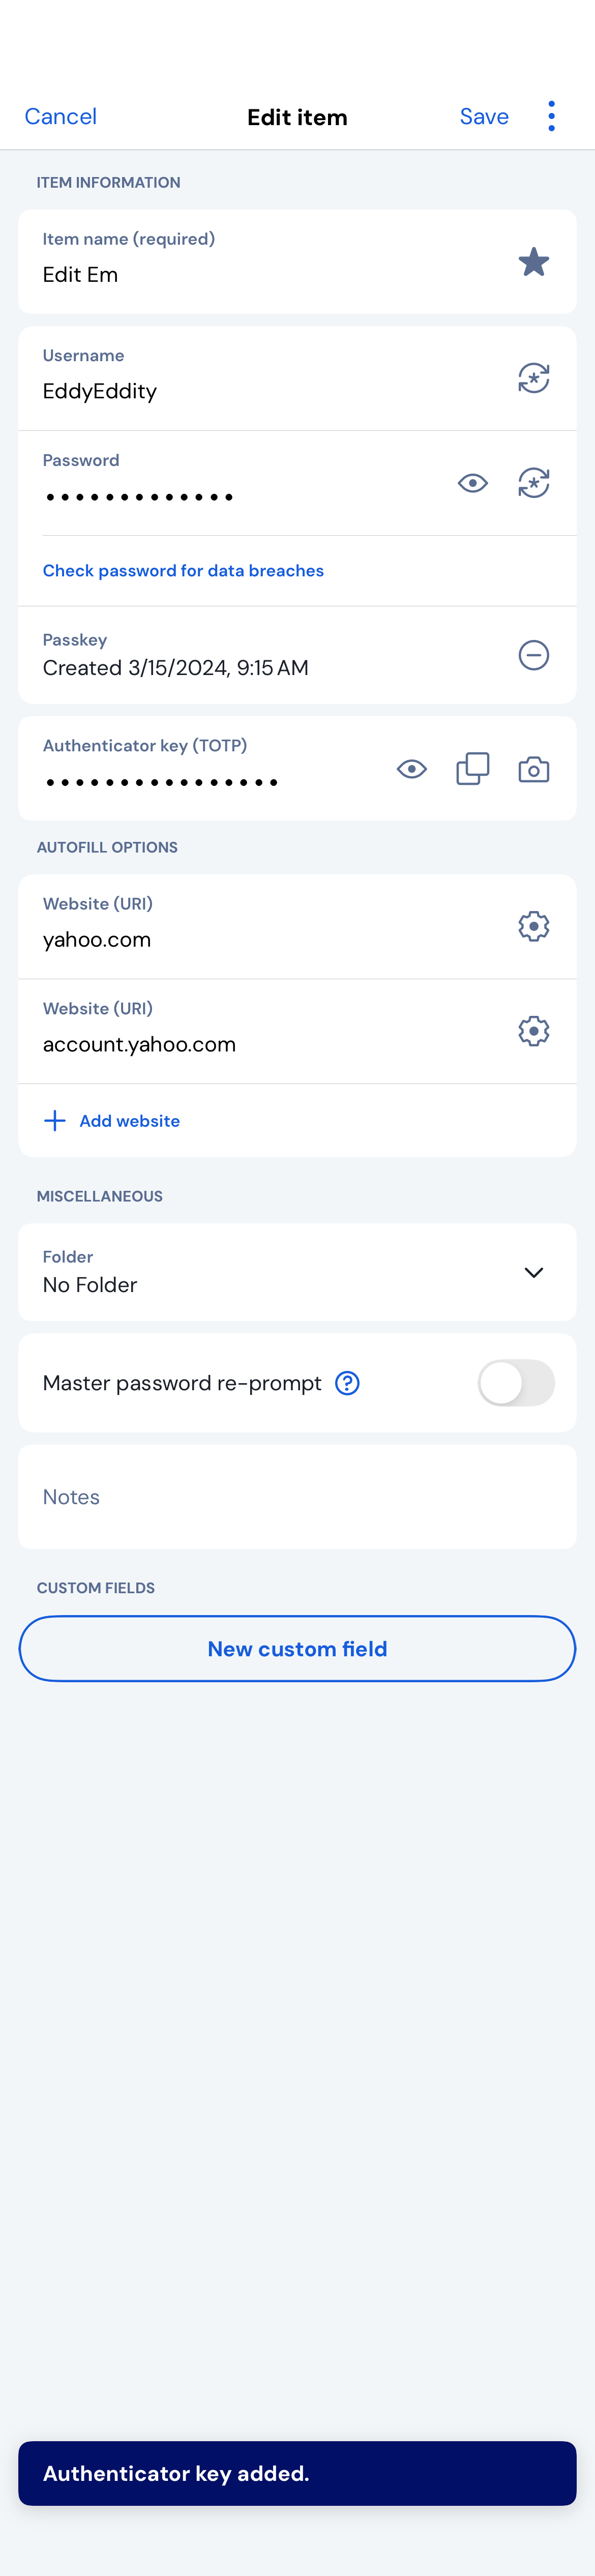 Cancel
Edit item
Save
ITEM INFORMATION
Item name (required)
Edit Em
Username
EddyEddity
Password
•••••••••••••
Check password for data breaches
Passkey
Created 3/15/2024, 9:15 AM
Authenticator key (TOTP)
••••••••••••••••
AUTOFILL OPTIONS
Website (URI)
yahoo.com
Website (URI)
account.yahoo.com
Add website
MISCELLANEOUS
Folder
No Folder
Master password re-prompt
Notes
CUSTOM FIELDS
New custom field
Authenticator key added.